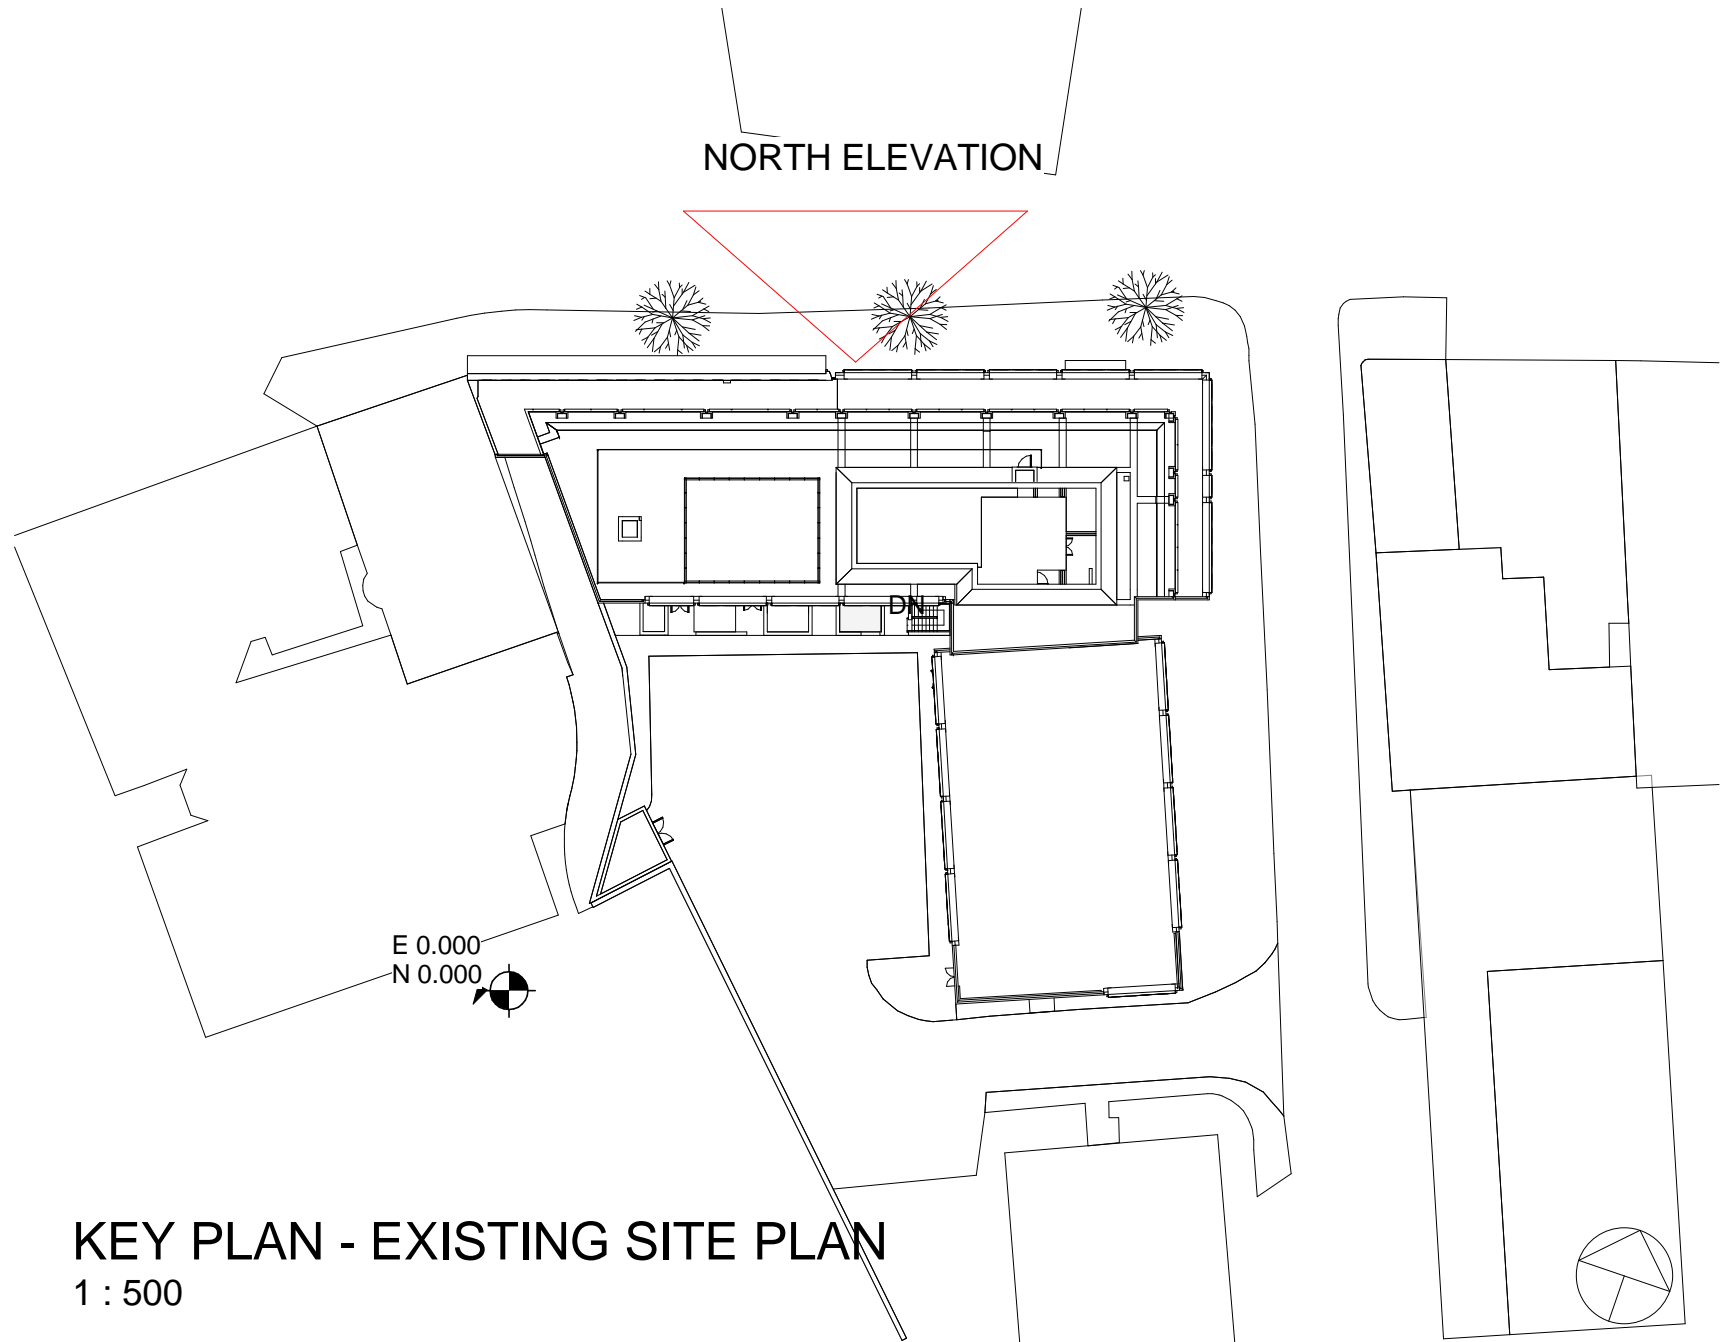 NORTH ELEVATION
DN
E 0.000
N 0.000
KEY PLAN - EXISTING SITE PLAN
1 : 500